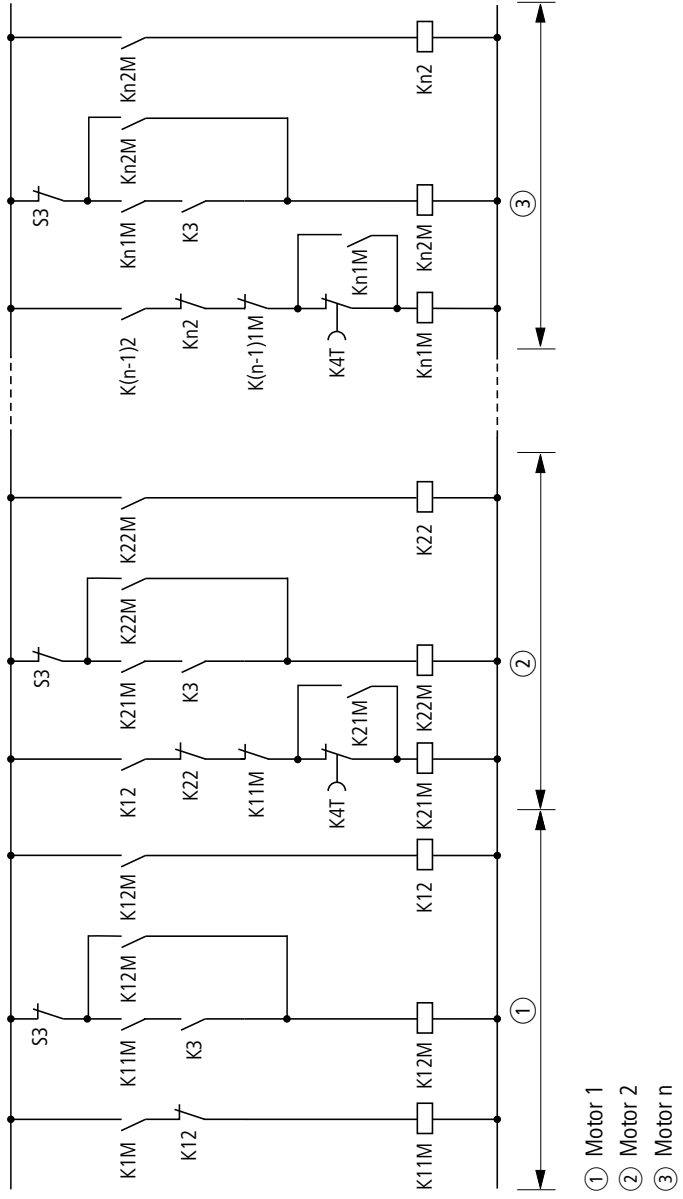 S3 S3 S3
K1M K11M K12M K12M K12 K21M K22M K22M K(n-1)2 Kn1M Kn2M Kn2M
K12 K3 K22 K3 Kn2 K3
K11M K(n-1)1M
K4T K4T
K21M Kn1M
K11M K12M K12 K21M K22M K22 Kn1M Kn2M Kn2
① ② ③
① Motor 1
② Motor 2
③ Motor n